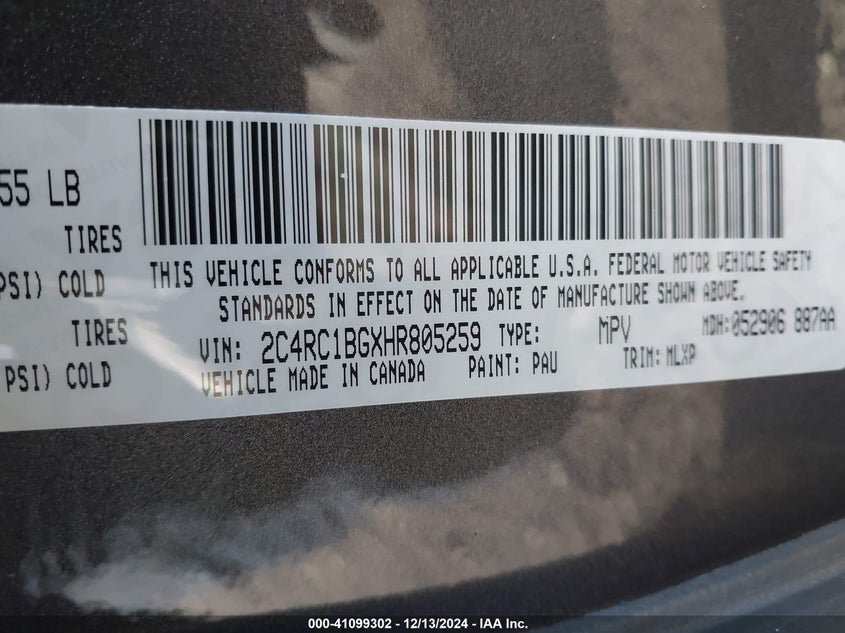 55 LB
TIRES
PSI) COLD
TIRES
PSI) COLD
THIS VEHICLE CONFORMS TO ALL APPLICABLE U.S.A. FEDERAL MOTOR VEHICLE SAFETY
STANDARDS IN EFFECT ON THE DATE OF MANUFACTURE SHOWN ABOVE.
VIN: 2C4RC1BGXHR805259 TYPE: MPV MDH:052906 887AA
VEHICLE MADE IN CANADA PAINT: PAU TRIM: MLXP
000-41099302 - 12/13/2024 - IAA Inc.